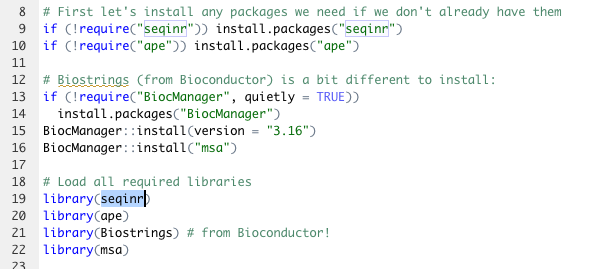 8 # First let's install any packages we need if we don't already have them
9 if (!require("seqinr")) install.packages("seqinr")
10 if (!require("ape")) install.packages("ape")
11
12 # Biostrings (from Bioconductor) is a bit different to install:
13 if (!require("BiocManager", quietly = TRUE))
14   install.packages("BiocManager")
15 BiocManager::install(version = "3.16")
16 BiocManager::install("msa")
17
18 # Load all required libraries
19 library(seqinr)
20 library(ape)
21 library(Biostrings) # from Bioconductor!
22 library(msa)
23